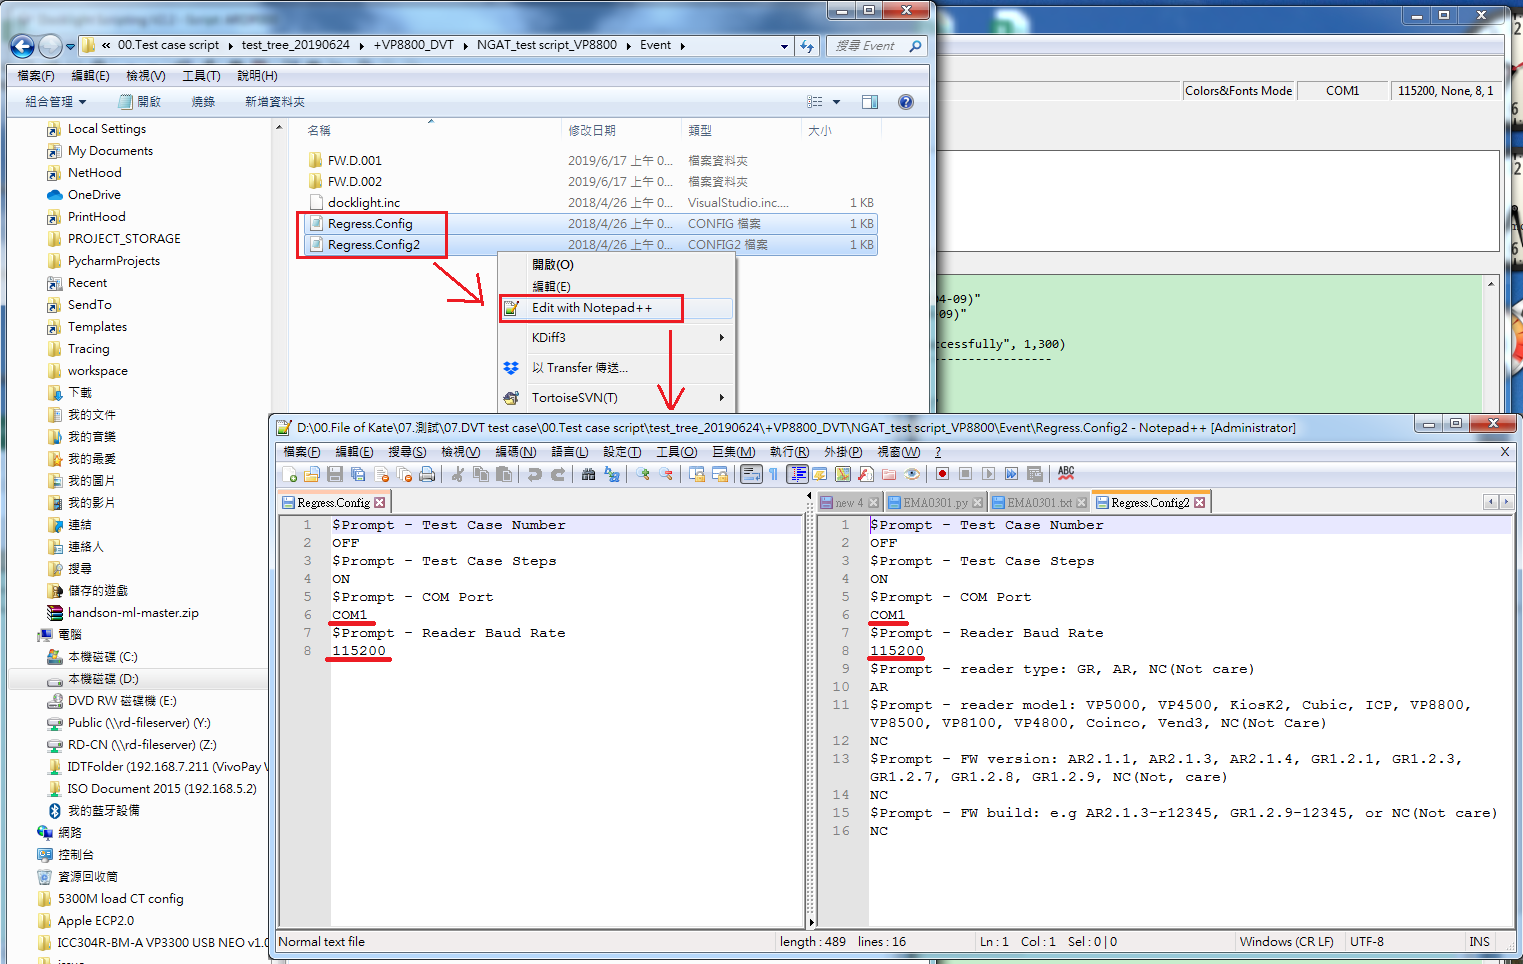 « 00.Test case script ▸ test_tree_20190624 ▸ +VP8800_DVT ▸ NGAT_test script_VP8800 ▸ Event ▸
搜尋 Event
檔案(F) 編輯(E) 檢視(V) 工具(T) 說明(H)
組合管理 開啟 燒錄 新增資料夾
名稱 修改日期 類型 大小
FW.D.001 2019/6/17 上午 0... 檔案資料夾
FW.D.002 2019/6/17 上午 0... 檔案資料夾
docklight.inc 2018/4/26 上午 0... VisualStudio.inc.... 1 KB
Regress.Config 2018/4/26 上午 0... CONFIG 檔案 1 KB
Regress.Config2 2018/4/26 上午 0... CONFIG2 檔案 1 KB
Local Settings
My Documents
NetHood
OneDrive
PrintHood
PROJECT_STORAGE
PycharmProjects
Recent
SendTo
Templates
Tracing
workspace
下載
我的文件
我的音樂
我的最愛
我的圖片
我的影片
連結
連絡人
搜尋
儲存的遊戲
handson-ml-master.zip
電腦
本機磁碟 (C:)
本機磁碟 (D:)
DVD RW 磁碟機 (E:)
Public (\\rd-fileserver) (Y:)
RD-CN (\\rd-fileserver) (Z:)
IDTFolder (192.168.7.211 (VivoPay
ISO Document 2015 (192.168.5.2)
我的藍牙設備
網路
控制台
資源回收筒
5300M load CT config
Apple ECP2.0
ICC304R-BM-A VP3300 USB NEO v1.0
開啟(O)
編輯(E)
Edit with Notepad++
KDiff3
以 Transfer 傳送...
TortoiseSVN(T)
Colors&Fonts Mode COM1 115200, None, 8, 1
04-09)"
-09)"
cessfully", 1,300)
-----------------
D:\00.File of Kate\07.測試\07.DVT test case\00.Test case script\test_tree_20190624\+VP8800_DVT\NGAT_test script_VP8800\Event\Regress.Config2 - Notepad++ [Administrator]
檔案(F) 編輯(E) 搜尋(S) 檢視(V) 編碼(N) 語言(L) 設定(T) 工具(O) 巨集(M) 執行(R) 外掛(P) 視窗(W) ? X
ABC
Regress.Config
1 $Prompt - Test Case Number
2 OFF
3 $Prompt - Test Case Steps
4 ON
5 $Prompt - COM Port
6 COM1
7 $Prompt - Reader Baud Rate
8 115200
new 4 EMA0301.py EMA0301.txt Regress.Config2
1 $Prompt - Test Case Number
2 OFF
3 $Prompt - Test Case Steps
4 ON
5 $Prompt - COM Port
6 COM1
7 $Prompt - Reader Baud Rate
8 115200
9 $Prompt - reader type: GR, AR, NC(Not care)
10 AR
11 $Prompt - reader model: VP5000, VP4500, KiosK2, Cubic, ICP, VP8800,
VP8500, VP8100, VP4800, Coinco, Vend3, NC(Not Care)
12 NC
13 $Prompt - FW version: AR2.1.1, AR2.1.3, AR2.1.4, GR1.2.1, GR1.2.3,
GR1.2.7, GR1.2.8, GR1.2.9, NC(Not, care)
14 NC
15 $Prompt - FW build: e.g AR2.1.3-r12345, GR1.2.9-12345, or NC(Not care)
16 NC
Normal text file length : 489 lines : 16 Ln : 1 Col : 1 Sel : 0 | 0 Windows (CR LF) UTF-8 INS